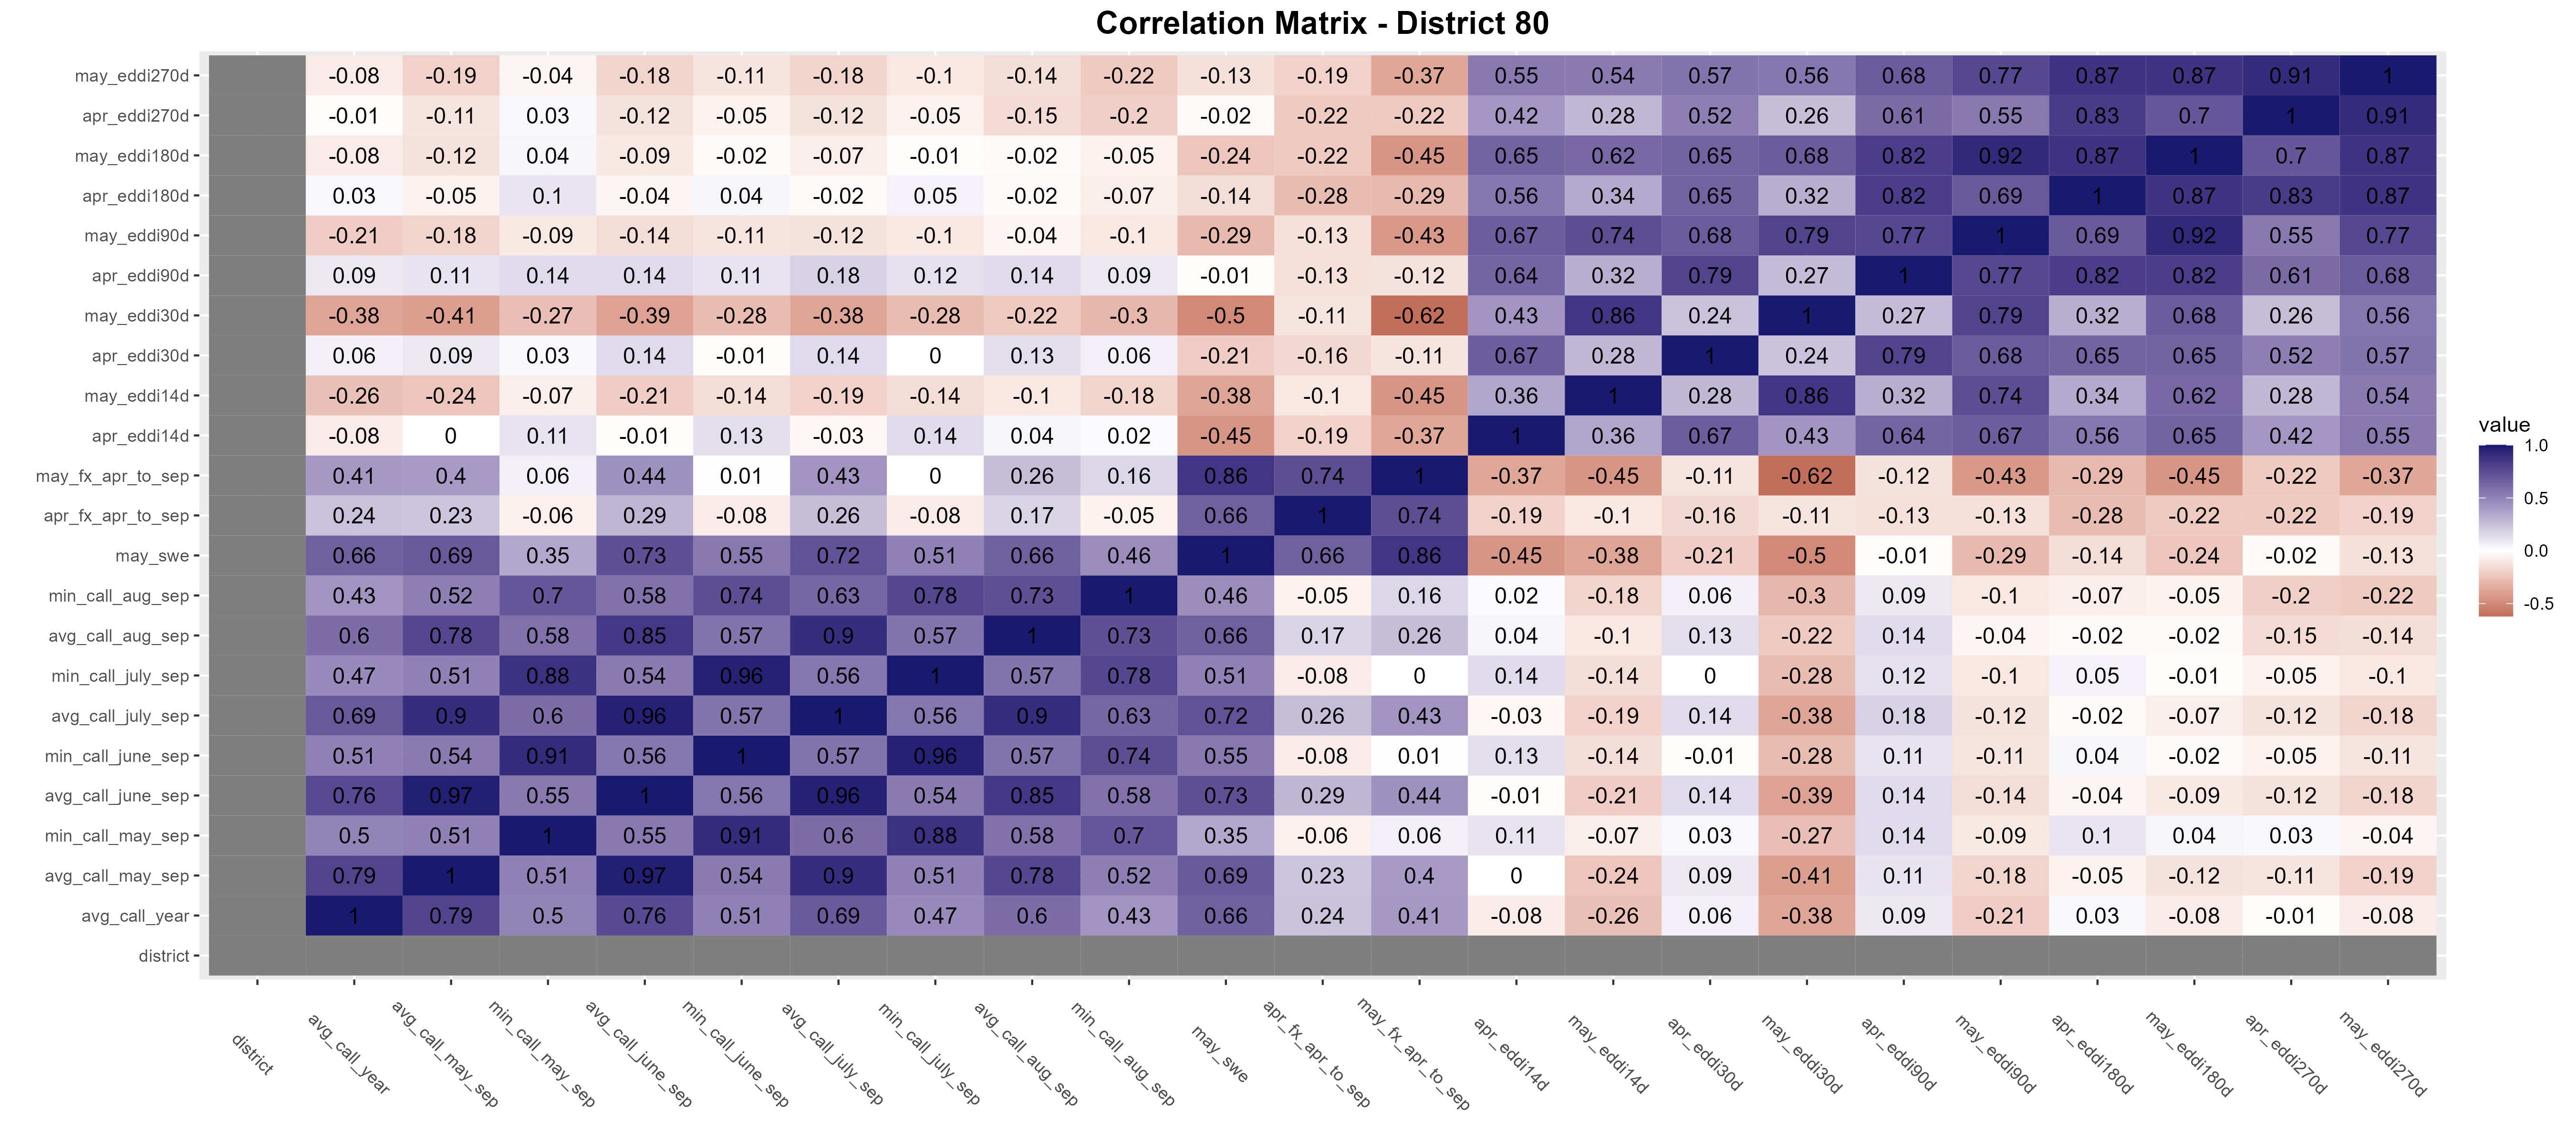 Correlation Matrix - District 80
may_eddi270d -0.08 -0.19 -0.04 -0.18 -0.11 -0.18 -0.1 -0.14 -0.22 -0.13 -0.19 -0.37 0.55 0.54 0.57 0.56 0.68 0.77 0.87 0.87 0.91 1
apr_eddi270d -0.01 -0.11 0.03 -0.12 -0.05 -0.12 -0.05 -0.15 -0.2 -0.02 -0.22 -0.22 0.42 0.28 0.52 0.26 0.61 0.55 0.83 0.7 1 0.91
may_eddi180d -0.08 -0.12 0.04 -0.09 -0.02 -0.07 -0.01 -0.02 -0.05 -0.24 -0.22 -0.45 0.65 0.62 0.65 0.68 0.82 0.92 0.87 1 0.7 0.87
apr_eddi180d 0.03 -0.05 0.1 -0.04 0.04 -0.02 0.05 -0.02 -0.07 -0.14 -0.28 -0.29 0.56 0.34 0.65 0.32 0.82 0.69 1 0.87 0.83 0.87
may_eddi90d -0.21 -0.18 -0.09 -0.14 -0.11 -0.12 -0.1 -0.04 -0.1 -0.29 -0.13 -0.43 0.67 0.74 0.68 0.79 0.77 1 0.69 0.92 0.55 0.77
apr_eddi90d 0.09 0.11 0.14 0.14 0.11 0.18 0.12 0.14 0.09 -0.01 -0.13 -0.12 0.64 0.32 0.79 0.27 1 0.77 0.82 0.82 0.61 0.68
may_eddi30d -0.38 -0.41 -0.27 -0.39 -0.28 -0.38 -0.28 -0.22 -0.3 -0.5 -0.11 -0.62 0.43 0.86 0.24 1 0.27 0.79 0.32 0.68 0.26 0.56
apr_eddi30d 0.06 0.09 0.03 0.14 -0.01 0.14 0 0.13 0.06 -0.21 -0.16 -0.11 0.67 0.28 1 0.24 0.79 0.68 0.65 0.65 0.52 0.57
may_eddi14d -0.26 -0.24 -0.07 -0.21 -0.14 -0.19 -0.14 -0.1 -0.18 -0.38 -0.1 -0.45 0.36 1 0.28 0.86 0.32 0.74 0.34 0.62 0.28 0.54
apr_eddi14d -0.08 0 0.11 -0.01 0.13 -0.03 0.14 0.04 0.02 -0.45 -0.19 -0.37 1 0.36 0.67 0.43 0.64 0.67 0.56 0.65 0.42 0.55
may_fx_apr_to_sep 0.41 0.4 0.06 0.44 0.01 0.43 0 0.26 0.16 0.86 0.74 1 -0.37 -0.45 -0.11 -0.62 -0.12 -0.43 -0.29 -0.45 -0.22 -0.37
apr_fx_apr_to_sep 0.24 0.23 -0.06 0.29 -0.08 0.26 -0.08 0.17 -0.05 0.66 1 0.74 -0.19 -0.1 -0.16 -0.11 -0.13 -0.13 -0.28 -0.22 -0.22 -0.19
may_swe 0.66 0.69 0.35 0.73 0.55 0.72 0.51 0.66 0.46 1 0.66 0.86 -0.45 -0.38 -0.21 -0.5 -0.01 -0.29 -0.14 -0.24 -0.02 -0.13
min_call_aug_sep 0.43 0.52 0.7 0.58 0.74 0.63 0.78 0.73 1 0.46 -0.05 0.16 0.02 -0.18 0.06 -0.3 0.09 -0.1 -0.07 -0.05 -0.2 -0.22
avg_call_aug_sep 0.6 0.78 0.58 0.85 0.57 0.9 0.57 1 0.73 0.66 0.17 0.26 0.04 -0.1 0.13 -0.22 0.14 -0.04 -0.02 -0.02 -0.15 -0.14
min_call_july_sep 0.47 0.51 0.88 0.54 0.96 0.56 1 0.57 0.78 0.51 -0.08 0 0.14 -0.14 0 -0.28 0.12 -0.1 0.05 -0.01 -0.05 -0.1
avg_call_july_sep 0.69 0.9 0.6 0.96 0.57 1 0.56 0.9 0.63 0.72 0.26 0.43 -0.03 -0.19 0.14 -0.38 0.18 -0.12 -0.02 -0.07 -0.12 -0.18
min_call_june_sep 0.51 0.54 0.91 0.56 1 0.57 0.96 0.57 0.74 0.55 -0.08 0.01 0.13 -0.14 -0.01 -0.28 0.11 -0.11 0.04 -0.02 -0.05 -0.11
avg_call_june_sep 0.76 0.97 0.55 1 0.56 0.96 0.54 0.85 0.58 0.73 0.29 0.44 -0.01 -0.21 0.14 -0.39 0.14 -0.14 -0.04 -0.09 -0.12 -0.18
min_call_may_sep 0.5 0.51 1 0.55 0.91 0.6 0.88 0.58 0.7 0.35 -0.06 0.06 0.11 -0.07 0.03 -0.27 0.14 -0.09 0.1 0.04 0.03 -0.04
avg_call_may_sep 0.79 1 0.51 0.97 0.54 0.9 0.51 0.78 0.52 0.69 0.23 0.4 0 -0.24 0.09 -0.41 0.11 -0.18 -0.05 -0.12 -0.11 -0.19
avg_call_year 1 0.79 0.5 0.76 0.51 0.69 0.47 0.6 0.43 0.66 0.24 0.41 -0.08 -0.26 0.06 -0.38 0.09 -0.21 0.03 -0.08 -0.01 -0.08
district
district avg_call_year avg_call_may_sep min_call_may_sep avg_call_june_sep min_call_june_sep avg_call_july_sep min_call_july_sep avg_call_aug_sep min_call_aug_sep may_swe apr_fx_apr_to_sep may_fx_apr_to_sep apr_eddi14d may_eddi14d apr_eddi30d may_eddi30d apr_eddi90d may_eddi90d apr_eddi180d may_eddi180d apr_eddi270d may_eddi270d
value
1.0
0.5
0.0
-0.5